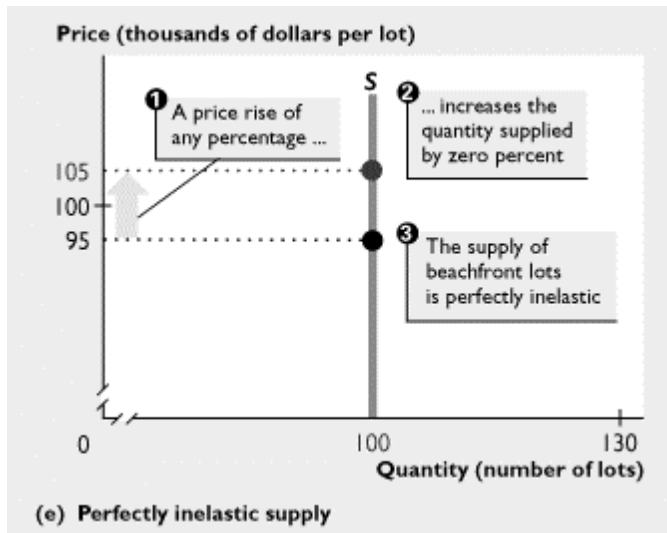 Price (thousands of dollars per lot)
S
1
A price rise of
any percentage ...
2
... increases the
quantity supplied
by zero percent
105
100
95
3
The supply of
beachfront lots
is perfectly inelastic
0
100
130
Quantity (number of lots)
(e) Perfectly inelastic supply